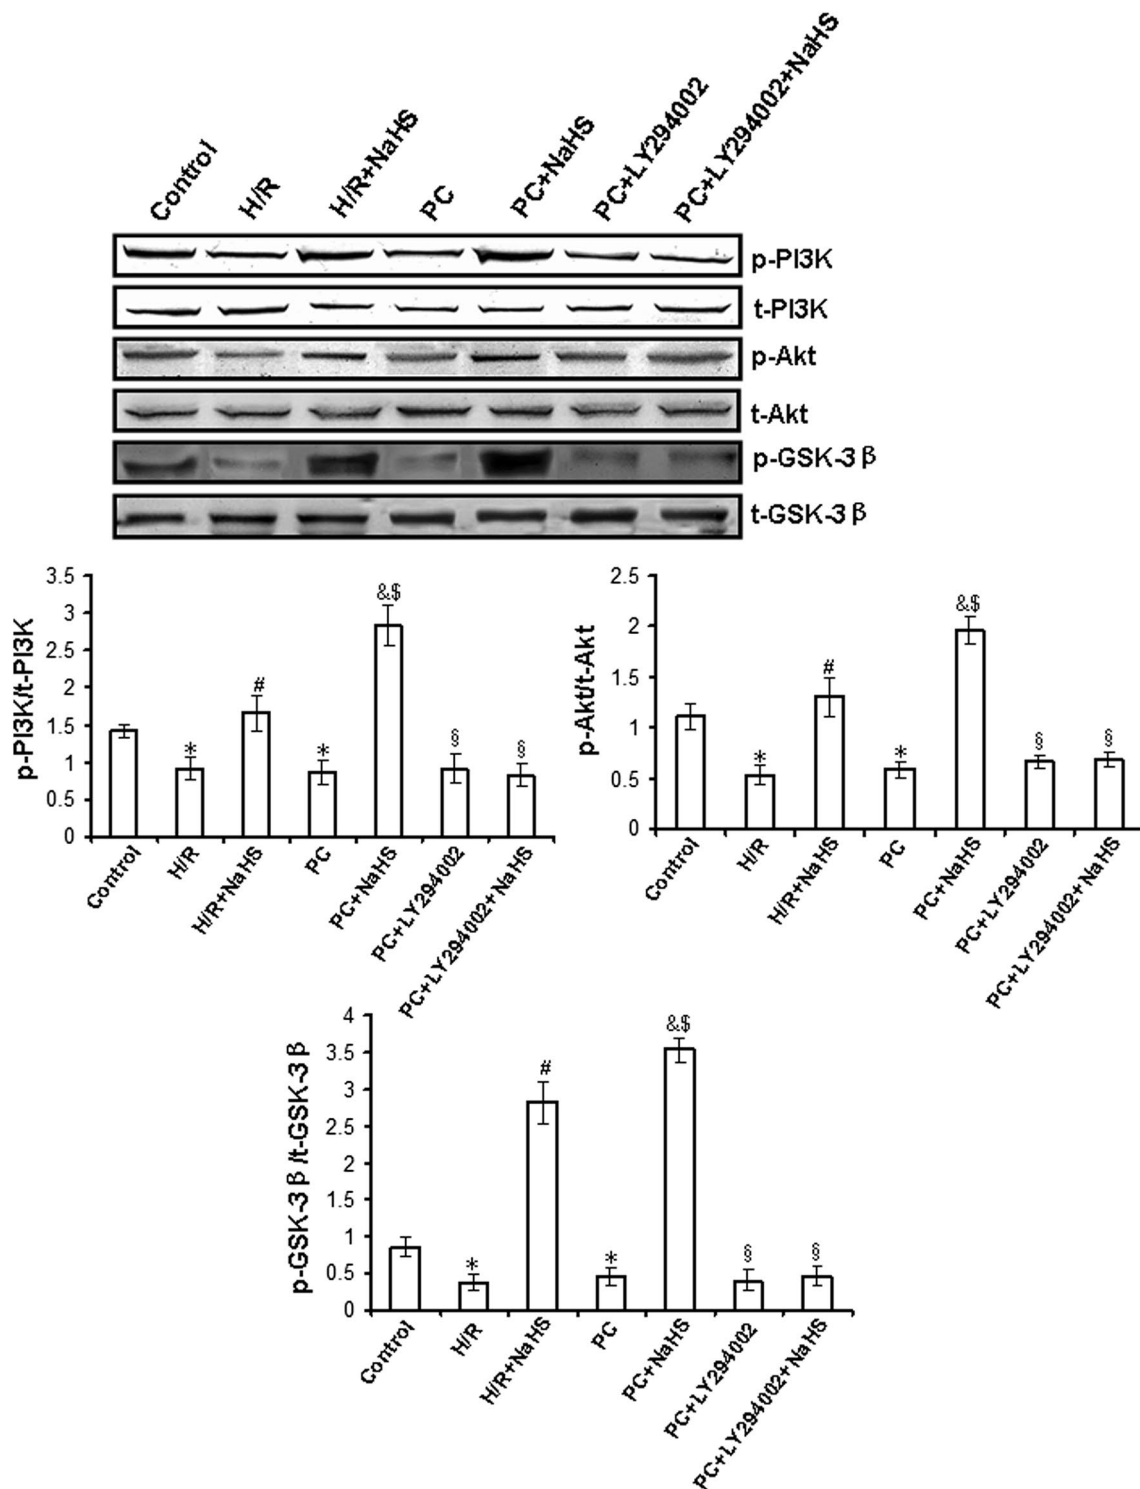 Control H/R H/R+NaHS PC PC+NaHS PC+LY294002 PC+LY294002+NaHS
p-PI3K
t-PI3K
p-Akt
t-Akt
p-GSK-3β
t-GSK-3β
p-PI3K/t-PI3K
3.5
3
2.5
2
1.5
1
0.5
0
* # * &$ § §
Control H/R H/R+NaHS PC PC+NaHS PC+LY294002 PC+LY294002+NaHS
p-Akt/t-Akt
2.5
2
1.5
1
0.5
0
* # * &$ § §
Control H/R H/R+NaHS PC PC+NaHS PC+LY294002 PC+LY294002+NaHS
p-GSK-3β/t-GSK-3β
4
3.5
3
2.5
2
1.5
1
0.5
0
* # * &$ § §
Control H/R H/R+NaHS PC PC+NaHS PC+LY294002 PC+LY294002+NaHS